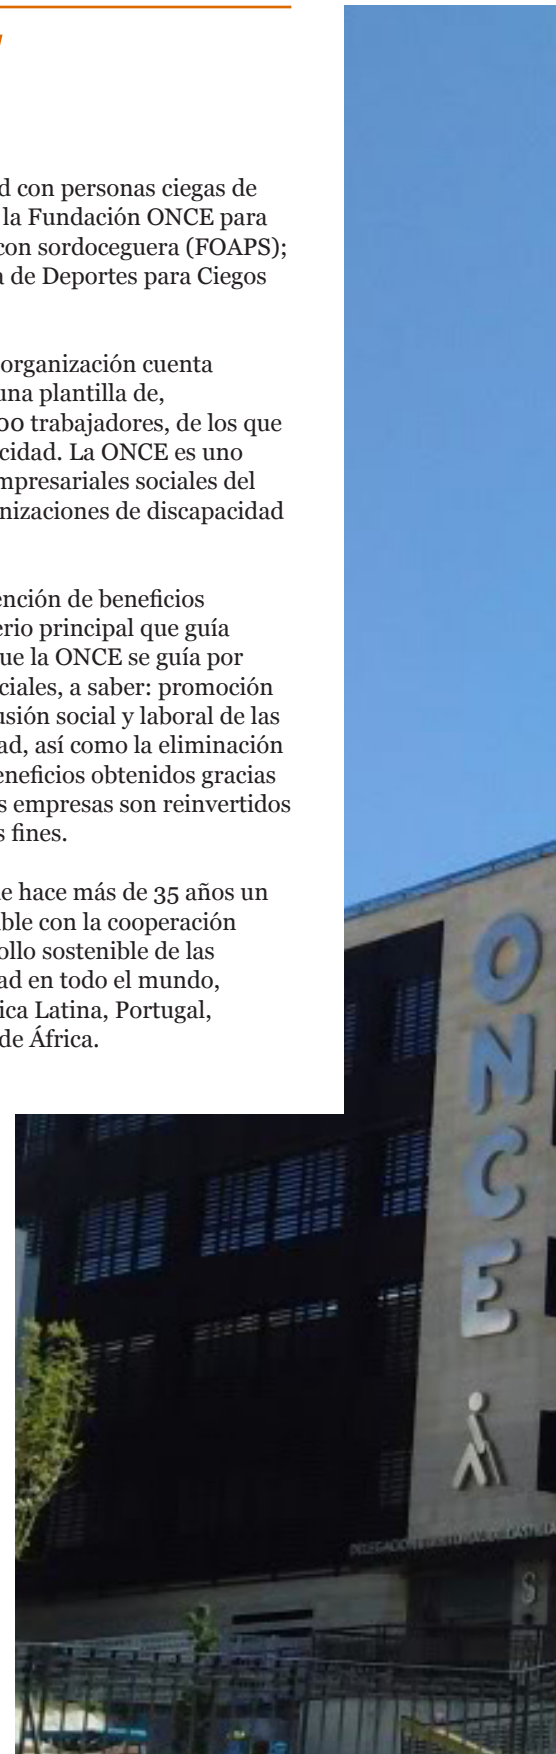 d con personas ciegas de
la Fundación ONCE para
con sordoceguera (FOAPS);
a de Deportes para Ciegos
organización cuenta
una plantilla de,
00 trabajadores, de los que
cidad. La ONCE es uno
mpresariales sociales del
nizaciones de discapacidad
ención de beneficios
erio principal que guía
ue la ONCE se guía por
ciales, a saber: promoción
usión social y laboral de las
ad, así como la eliminación
eneficios obtenidos gracias
s empresas son reinvertidos
s fines.
e hace más de 35 años un
ble con la cooperación
ollo sostenible de las
ad en todo el mundo,
ica Latina, Portugal,
de África.
O
N
C
E
DELEGACIÓN TERRITORIAL DE CASTILLA
S